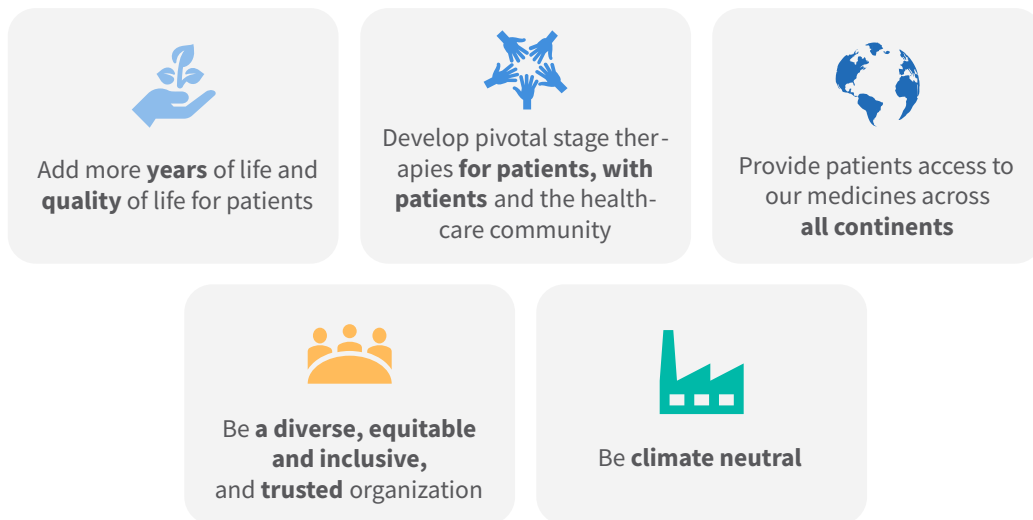 Add more years of life and
quality of life for patients
Develop pivotal stage ther-
apies for patients, with
patients and the health-
care community
Provide patients access to
our medicines across
all continents
Be a diverse, equitable
and inclusive,
and trusted organization
Be climate neutral